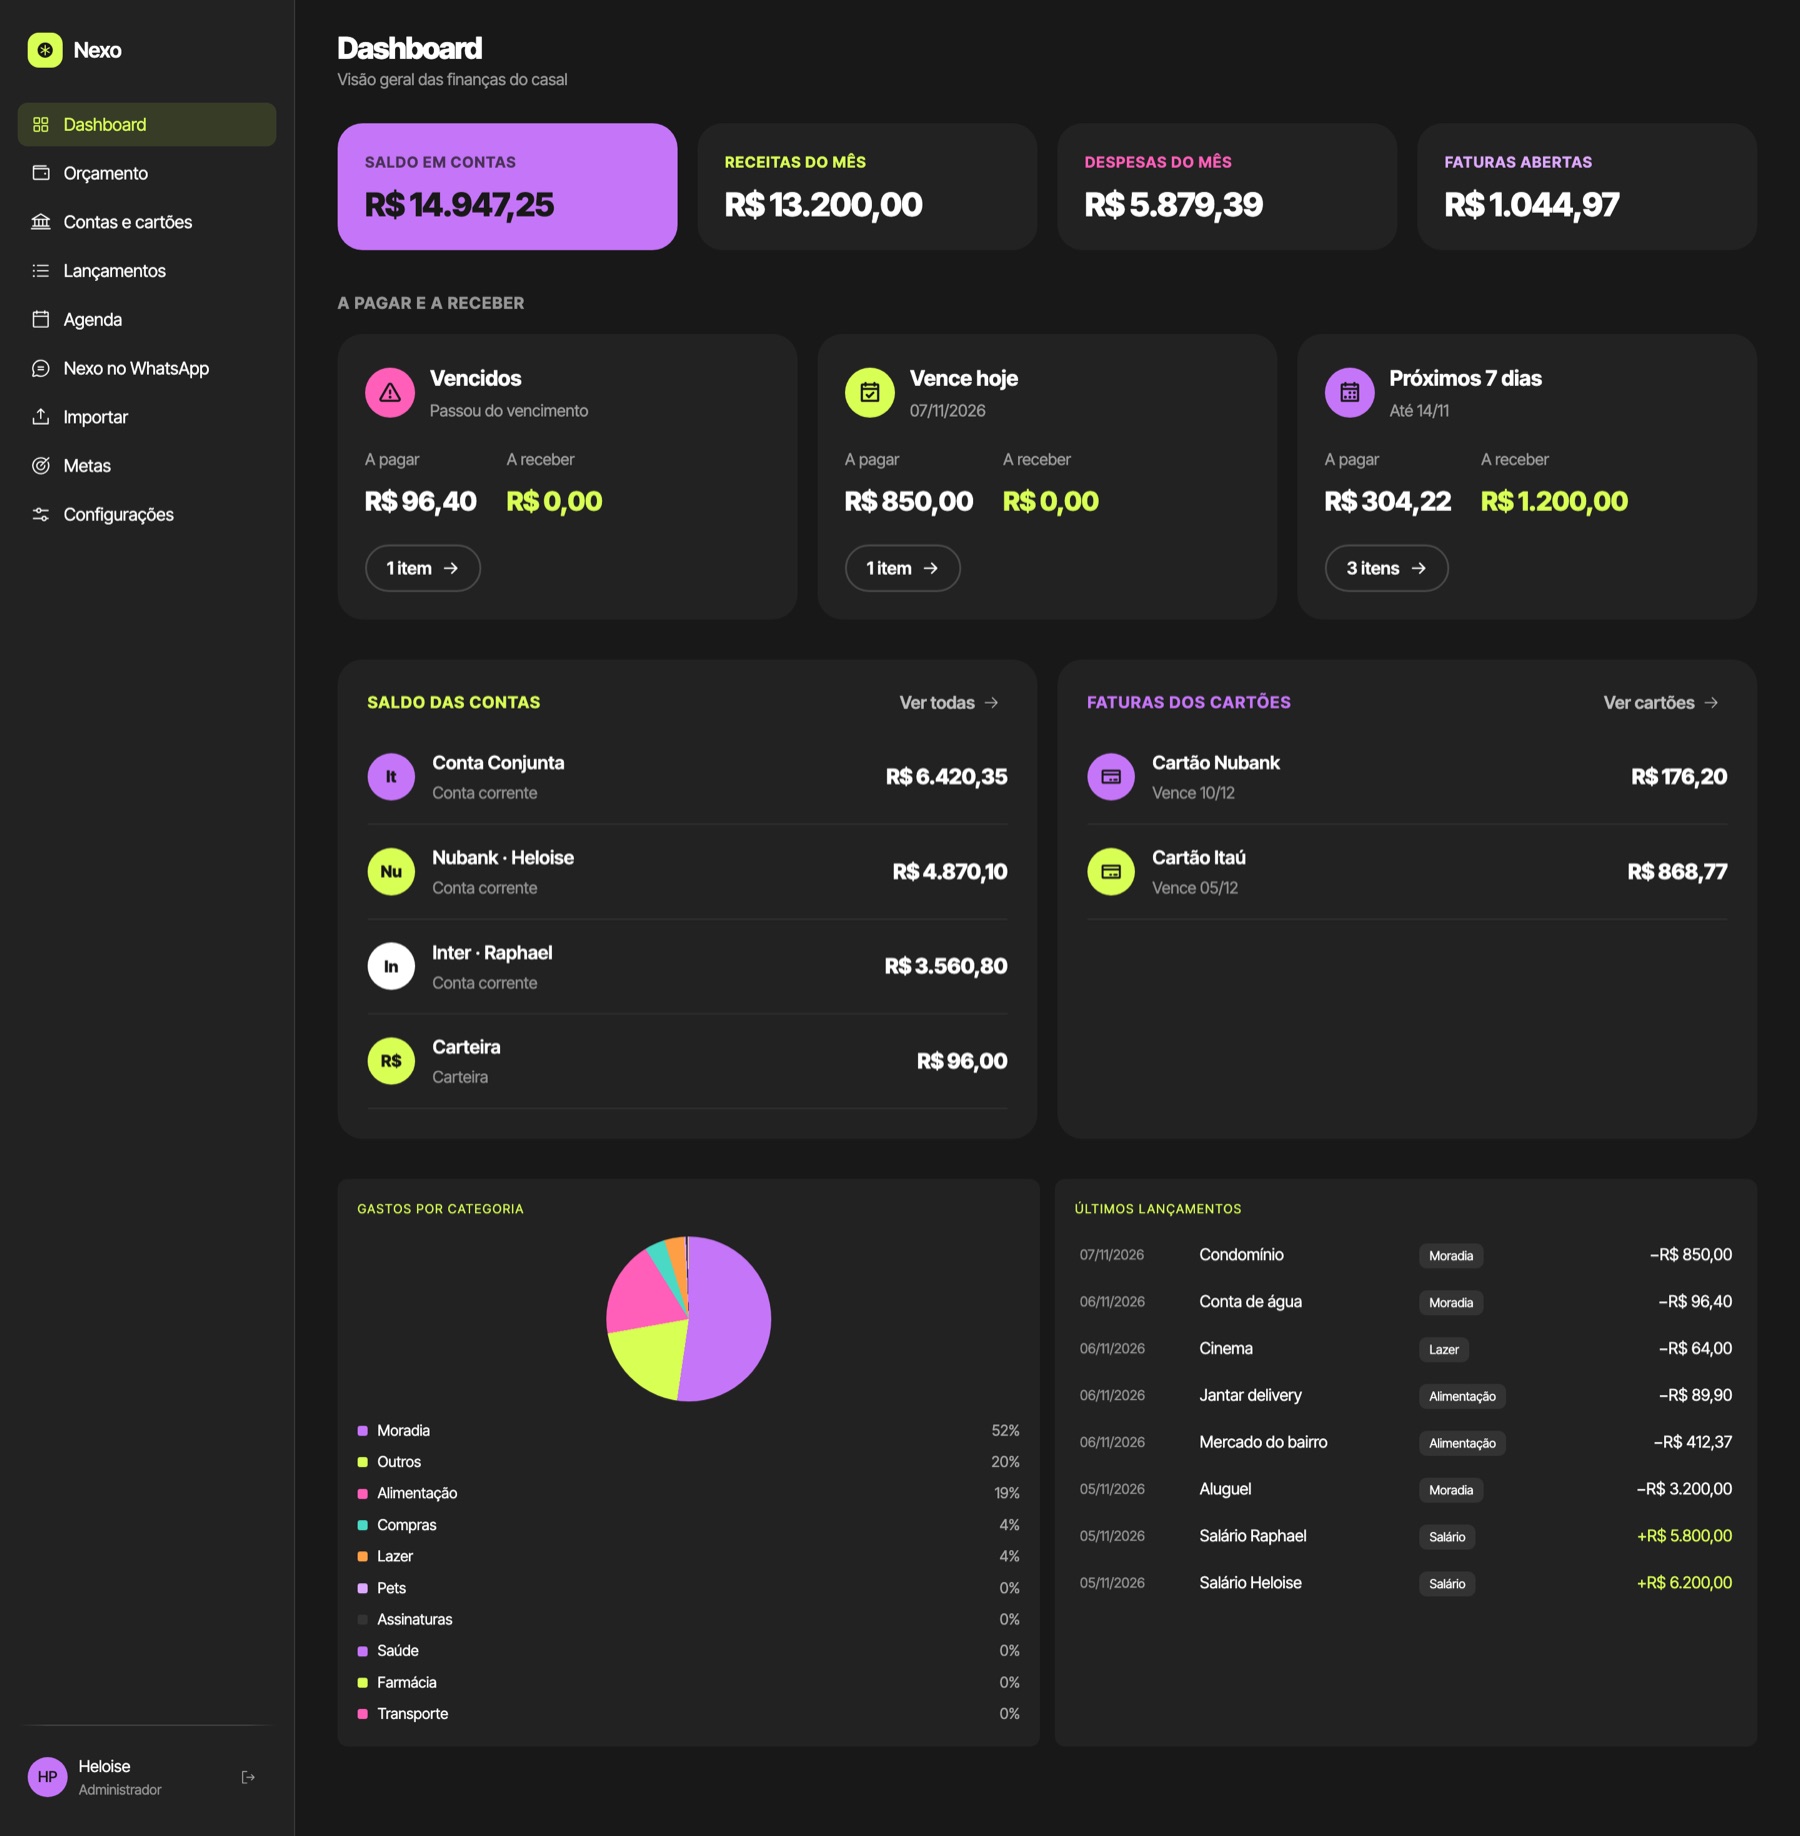 Nexo
Dashboard
Orçamento
Contas e cartões
Lançamentos
Agenda
Nexo no WhatsApp
Importar
Metas
Configurações
HP
Heloise
Administrador
Dashboard
Visão geral das finanças do casal
SALDO EM CONTAS
R$ 14.947,25
RECEITAS DO MÊS
R$ 13.200,00
DESPESAS DO MÊS
R$ 5.879,39
FATURAS ABERTAS
R$ 1.044,97
A PAGAR E A RECEBER
Vencidos
Passou do vencimento
A pagar A receber
R$ 96,40 R$ 0,00
1 item →
Vence hoje
07/11/2026
A pagar A receber
R$ 850,00 R$ 0,00
1 item →
Próximos 7 dias
Até 14/11
A pagar A receber
R$ 304,22 R$ 1.200,00
3 itens →
SALDO DAS CONTAS Ver todas →
It Conta Conjunta R$ 6.420,35
Conta corrente
Nu Nubank · Heloise R$ 4.870,10
Conta corrente
In Inter · Raphael R$ 3.560,80
Conta corrente
R$ Carteira R$ 96,00
Carteira
FATURAS DOS CARTÕES Ver cartões →
Cartão Nubank R$ 176,20
Vence 10/12
Cartão Itaú R$ 868,77
Vence 05/12
GASTOS POR CATEGORIA
Moradia 52%
Outros 20%
Alimentação 19%
Compras 4%
Lazer 4%
Pets 0%
Assinaturas 0%
Saúde 0%
Farmácia 0%
Transporte 0%
ÚLTIMOS LANÇAMENTOS
07/11/2026 Condomínio Moradia –R$ 850,00
06/11/2026 Conta de água Moradia –R$ 96,40
06/11/2026 Cinema Lazer –R$ 64,00
06/11/2026 Jantar delivery Alimentação –R$ 89,90
06/11/2026 Mercado do bairro Alimentação –R$ 412,37
05/11/2026 Aluguel Moradia –R$ 3.200,00
05/11/2026 Salário Raphael Salário +R$ 5.800,00
05/11/2026 Salário Heloise Salário +R$ 6.200,00